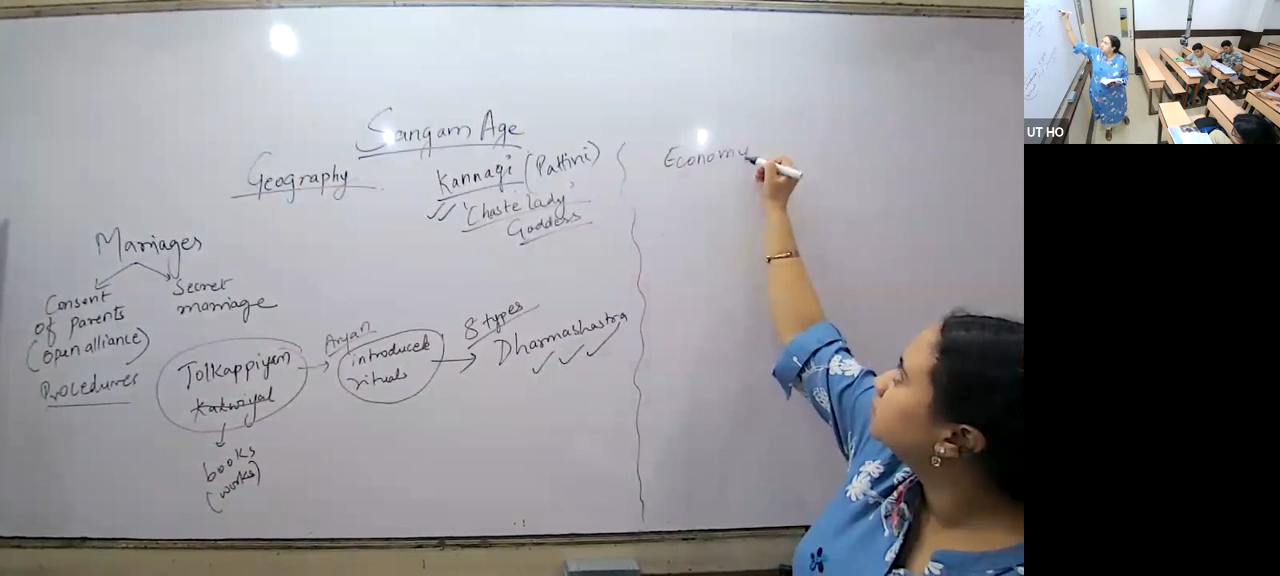 Sangam Age
Geography
Kannagi (Pattini)
'Chaste lady'
Goddess
Economy
Marriages
Consent
of parents
(open alliance)
Procedures
Secret
marriage
Tolkappiyam
books
(works)
Aryan
introduced
rituals
8 types
Dharmashastra
UT HO